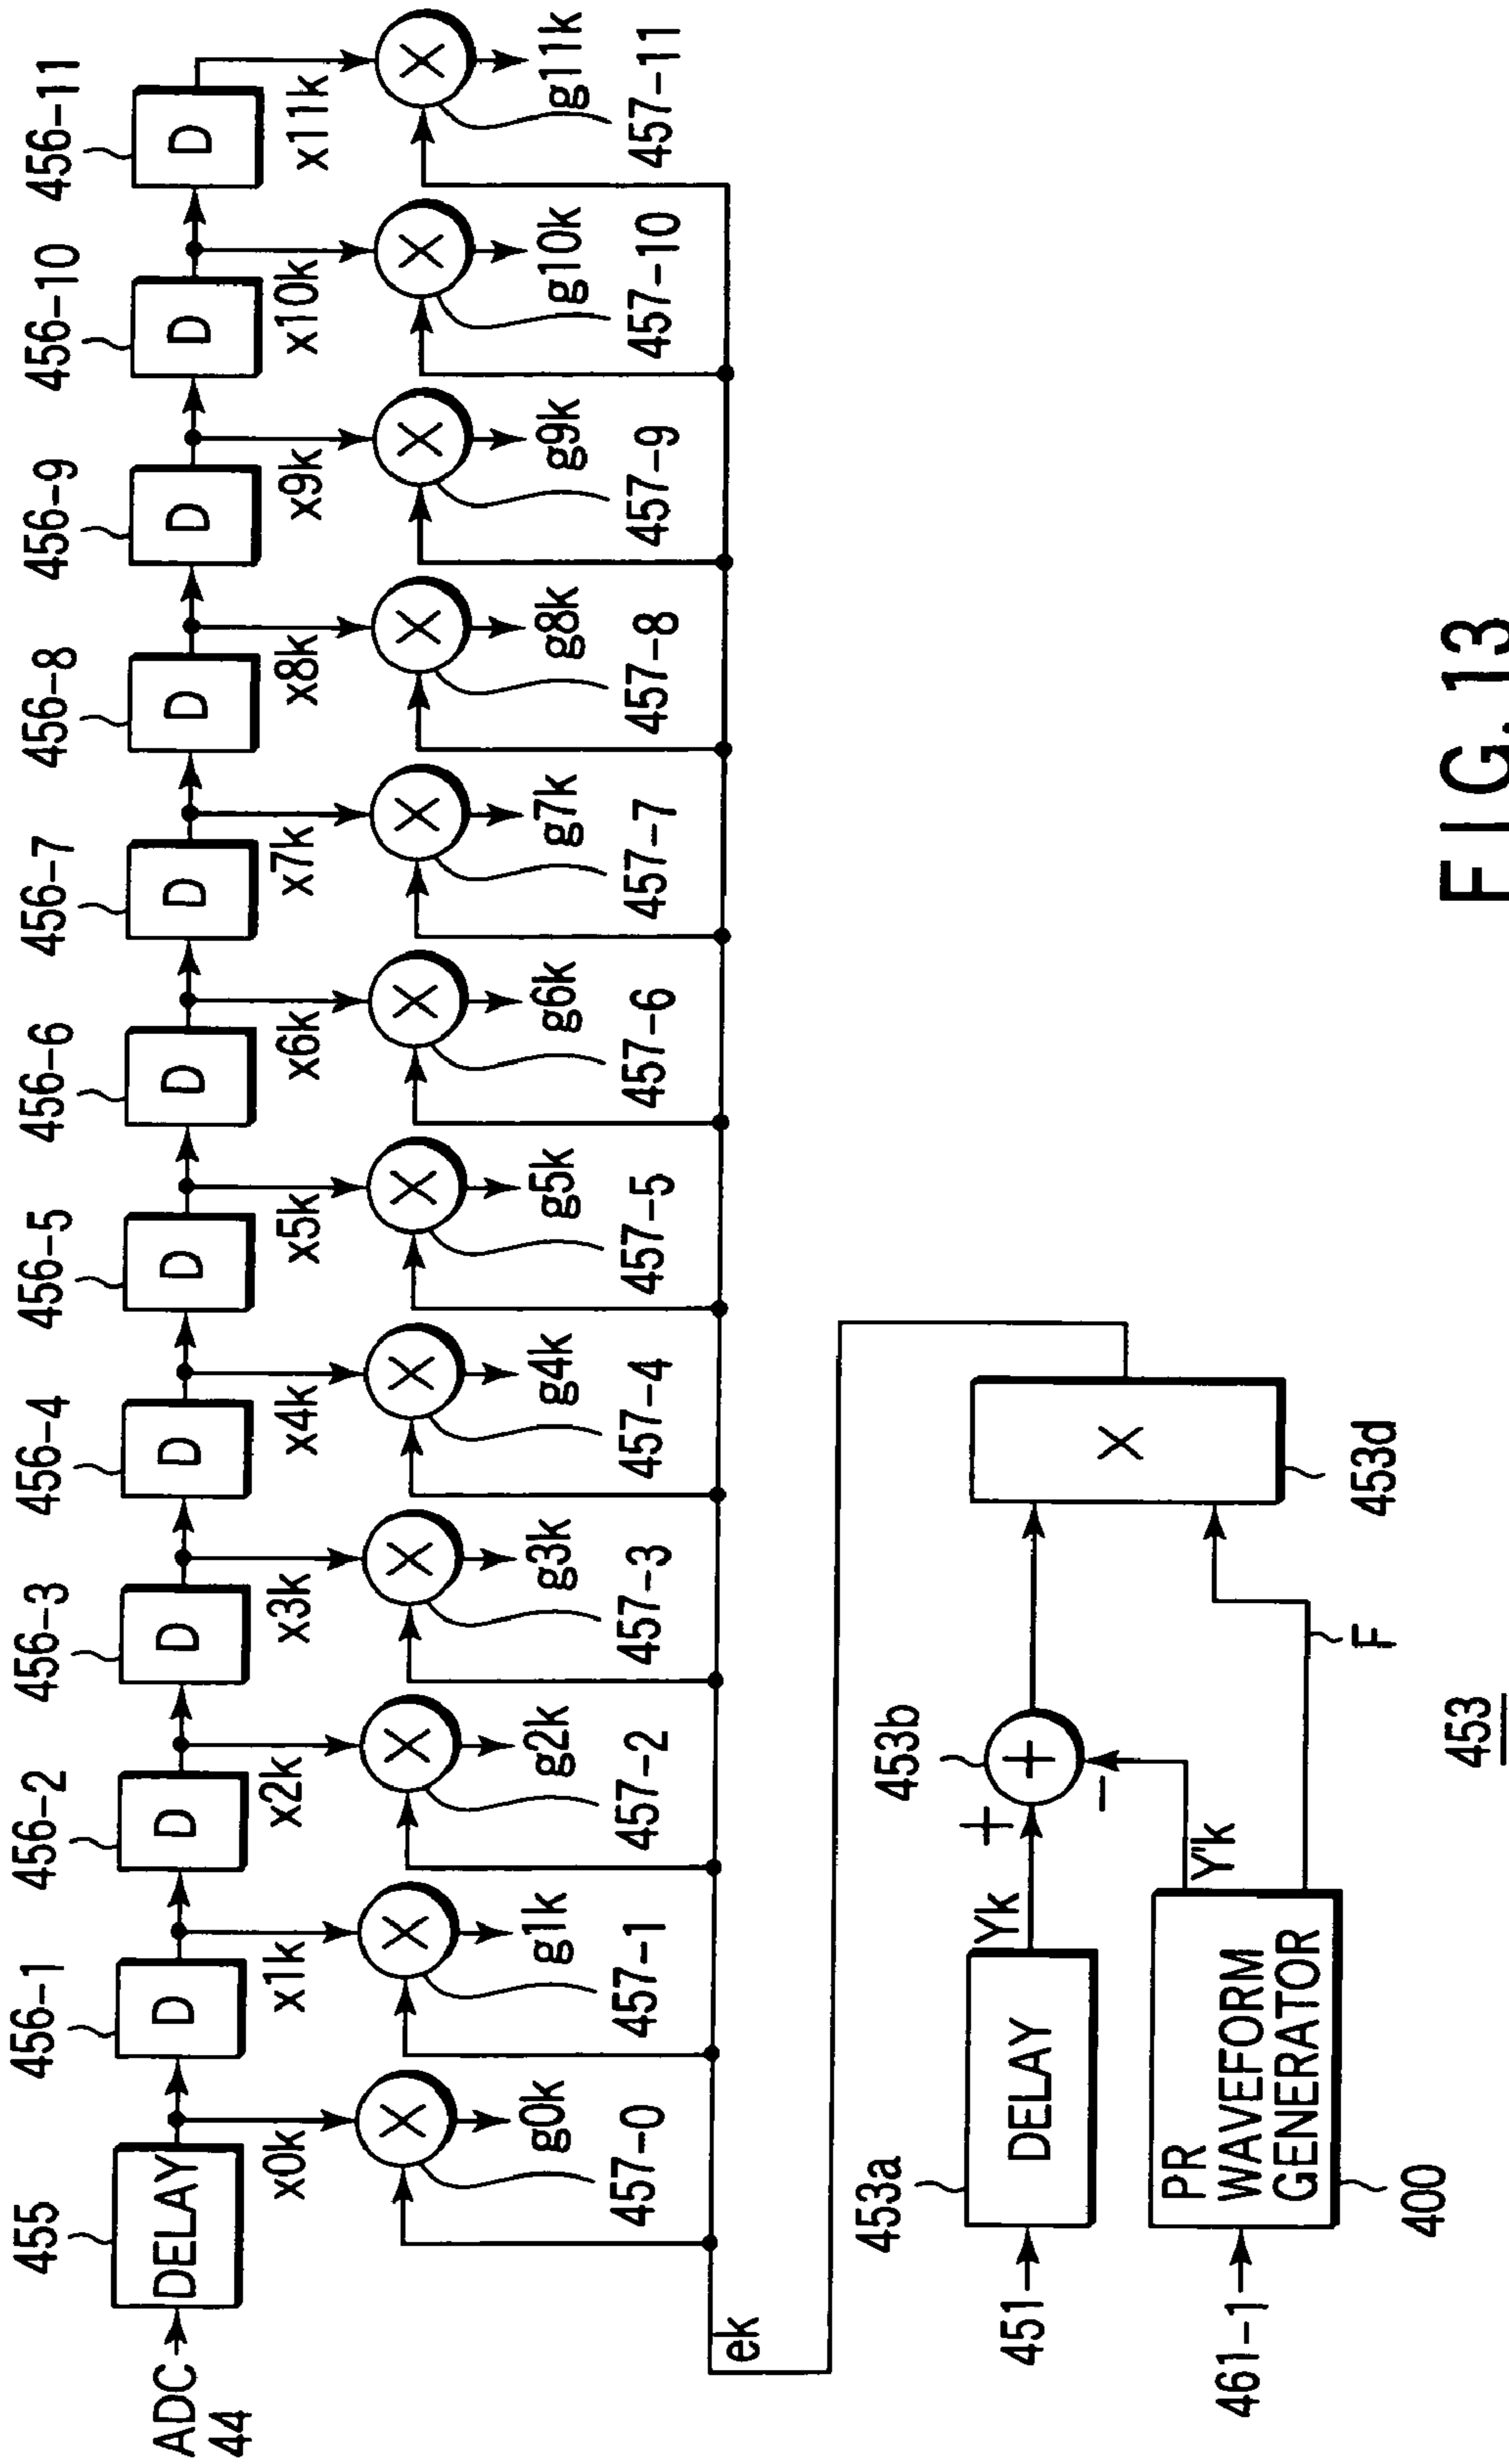 455
456-1
456-2
456-3
456-4
456-5
456-6
456-7
456-8
456-9
456-10
456-11
ADC
44
DELAY
D
D
D
D
D
D
D
D
D
D
D
x0k
x1k
x2k
x3k
x4k
x5k
x6k
x7k
x8k
x9k
x10k
x11k
×
×
×
×
×
×
×
×
×
×
×
×
g0k
g1k
g2k
g3k
g4k
g5k
g6k
g7k
g8k
g9k
g10k
g11k
457-0
457-1
457-2
457-3
457-4
457-5
457-6
457-7
457-8
457-9
457-10
457-11
ek
453a
453b
451
DELAY
Yk
+
+
−
X
453d
461-1
PR
WAVEFORM
GENERATOR
Y'k
F
400
453
FIG. 13